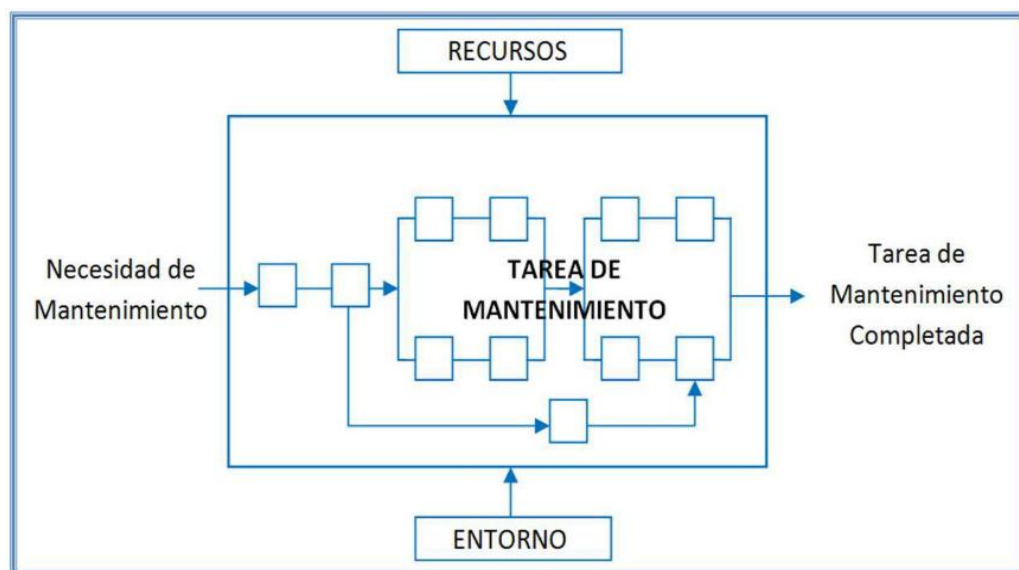 RECURSOS
Necesidad de
Mantenimiento
TAREA DE
MANTENIMIENTO
Tarea de
Mantenimiento
Completada
ENTORNO